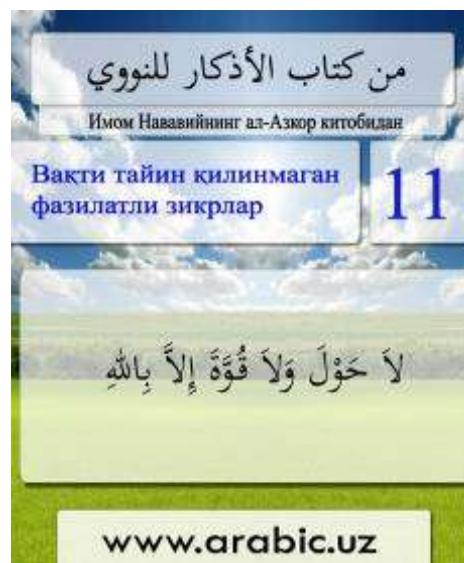 من كتاب الأذكار للنووي
Имом Нававийнинг ал-Азкор китобидан
Вақти тайин қилинмаган
фазилатли зикрлар
11
لاَ حَوْلَ وَلاَ قُوَّةَ إِلاَّ بِاللهِ
www.arabic.uz